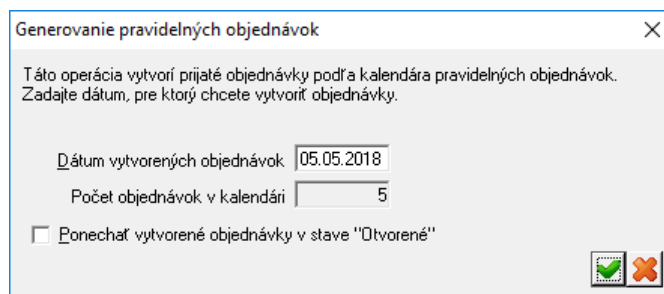 Generovanie pravidelných objednávok
Táto operácia vytvorí prijaté objednávky podľa kalendára pravidelných objednávok.
Zadajte dátum, pre ktorý chcete vytvoriť objednávky.
Dátum vytvorených objednávok 05.05.2018
Počet objednávok v kalendári 5
Ponechať vytvorené objednávky v stave "Otvorené"